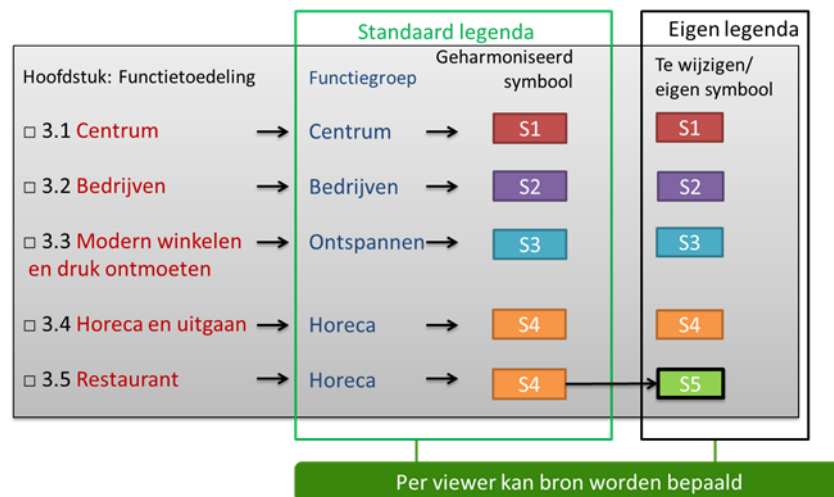 Standaard legenda
Eigen legenda
Hoofdstuk: Functietoedeling
Functiegroep
Geharmoniseerd
symbool
Te wijzigen/
eigen symbool
□ 3.1 Centrum
Centrum
S1
S1
□ 3.2 Bedrijven
Bedrijven
S2
S2
□ 3.3 Modern winkelen
en druk ontmoeten
Ontspannen
S3
S3
□ 3.4 Horeca en uitgaan
Horeca
S4
S4
□ 3.5 Restaurant
Horeca
S4
S5
Per viewer kan bron worden bepaald